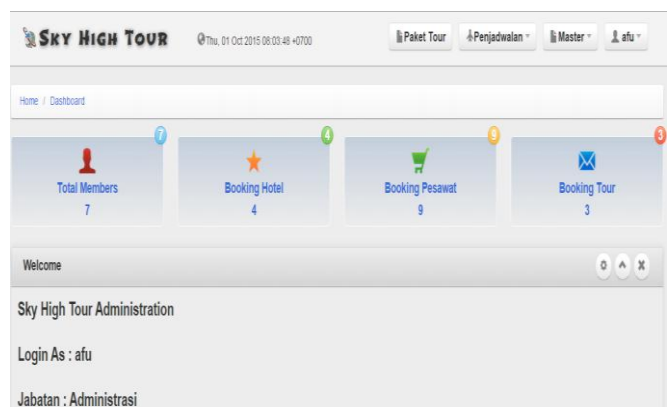 SKY HIGH TOUR Thu, 01 Oct 2015 08:03:48 +0700 Paket Tour Penjadwalan Master afu
Home / Dashboard
7 4 9 3
Total Members Booking Hotel Booking Pesawat Booking Tour
7 4 9 3
Welcome
Sky High Tour Administration
Login As : afu
Jabatan : Administrasi